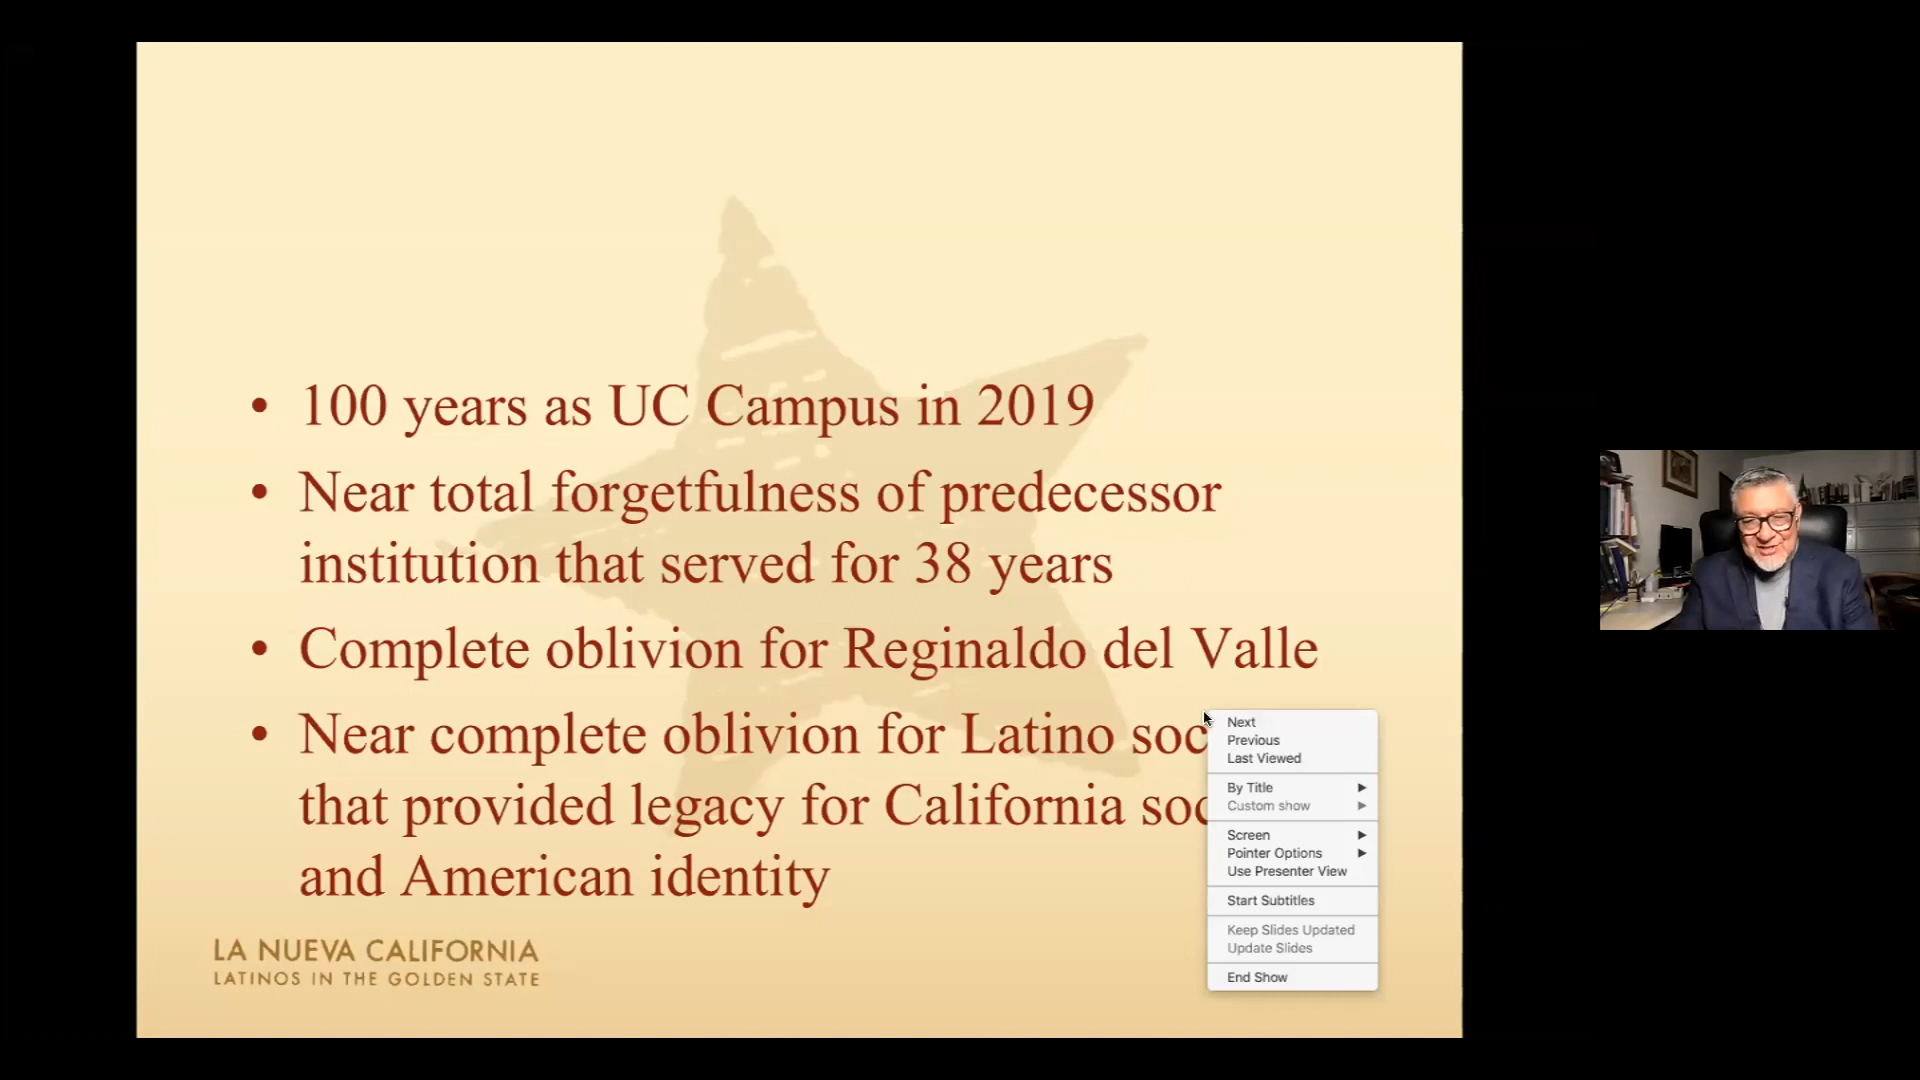 • 100 years as UC Campus in 2019
• Near total forgetfulness of predecessor
institution that served for 38 years
• Complete oblivion for Reginaldo del Valle
• Near complete oblivion for Latino
that provided legacy for California
and American identity
LA NUEVA CALIFORNIA
LATINOS IN THE GOLDEN STATE
Next
Previous
Last Viewed
By Title
Custom show
Screen
Pointer Options
Use Presenter View
Start Subtitles
Keep Slides Updated
Update Slides
End Show